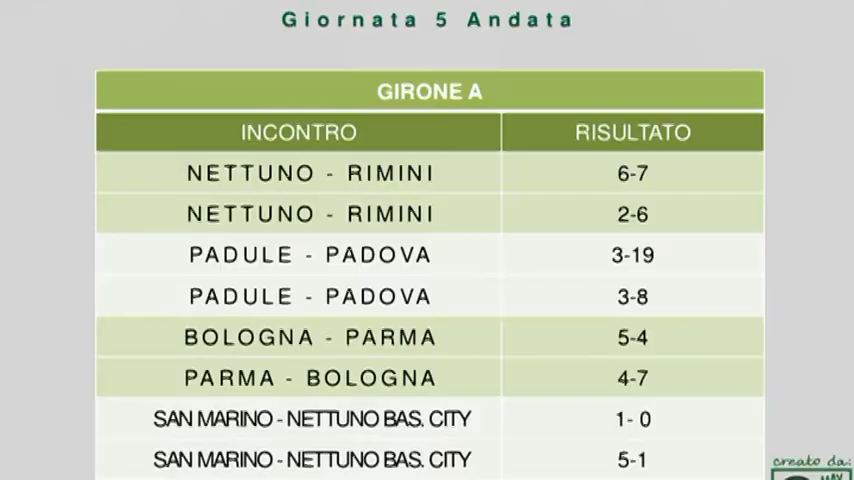 Giornata 5 Andata
GIRONE A
INCONTRO RISULTATO
NETTUNO - RIMINI 6-7
NETTUNO - RIMINI 2-6
PADULE - PADOVA 3-19
PADULE - PADOVA 3-8
BOLOGNA - PARMA 5-4
PARMA - BOLOGNA 4-7
SAN MARINO - NETTUNO BAS. CITY 1- 0
SAN MARINO - NETTUNO BAS. CITY 5-1
creato da: